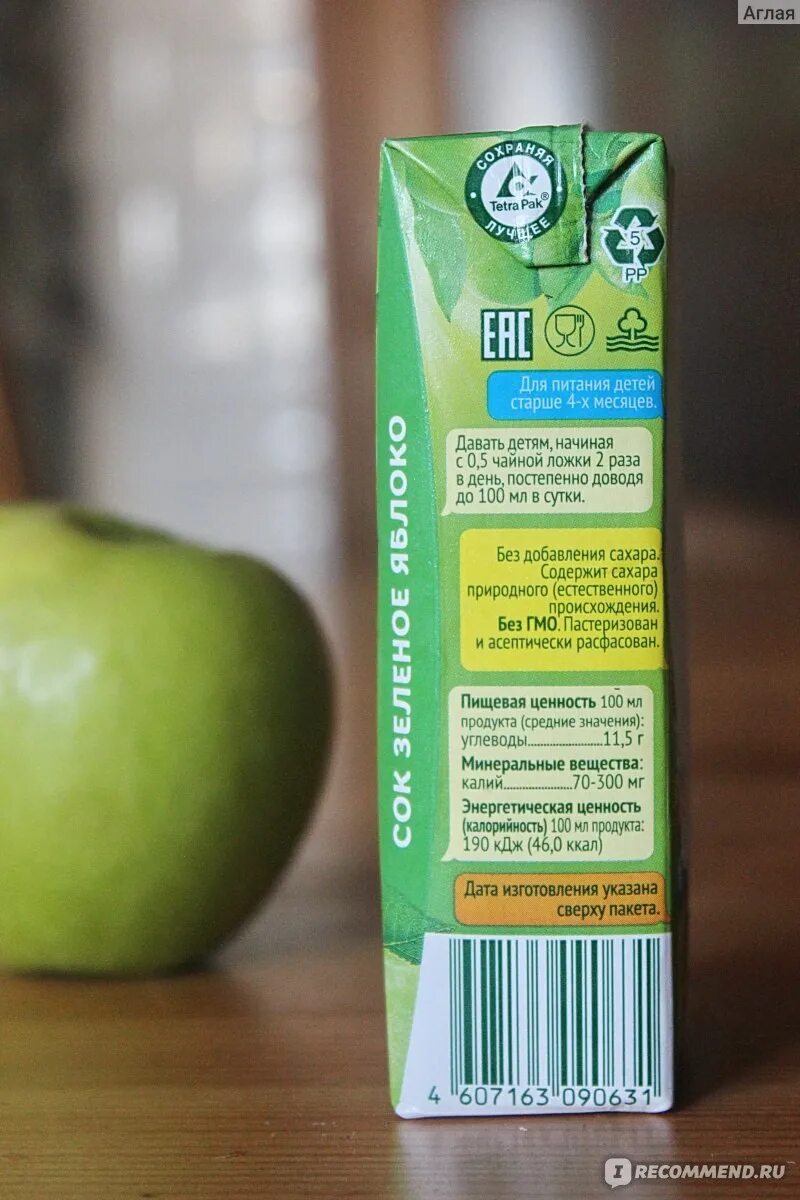 Аглая
СОХРАНЯЯ
Tetra Pak®
ЛУЧШЕЕ
5
PP
EAC
Для питания детей
старше 4-х месяцев.
Давать детям, начиная
с 0,5 чайной ложки 2 раза
в день, постепенно доводя
до 100 мл в сутки.
СОК ЗЕЛЕНОЕ ЯБЛОКО
Без добавления сахара.
Содержит сахара
природного (естественного)
происхождения.
Без ГМО. Пастеризован
и асептически расфасован.
Пищевая ценность 100 мл
продукта (средние значения):
углеводы....................11,5 г
Минеральные вещества:
калий..................70-300 мг
Энергетическая ценность
(калорийность) 100 мл продукта:
190 кДж (46,0 ккал)
Дата изготовления указана
сверху пакета.
4 607163 090631
IRECOMMEND.RU